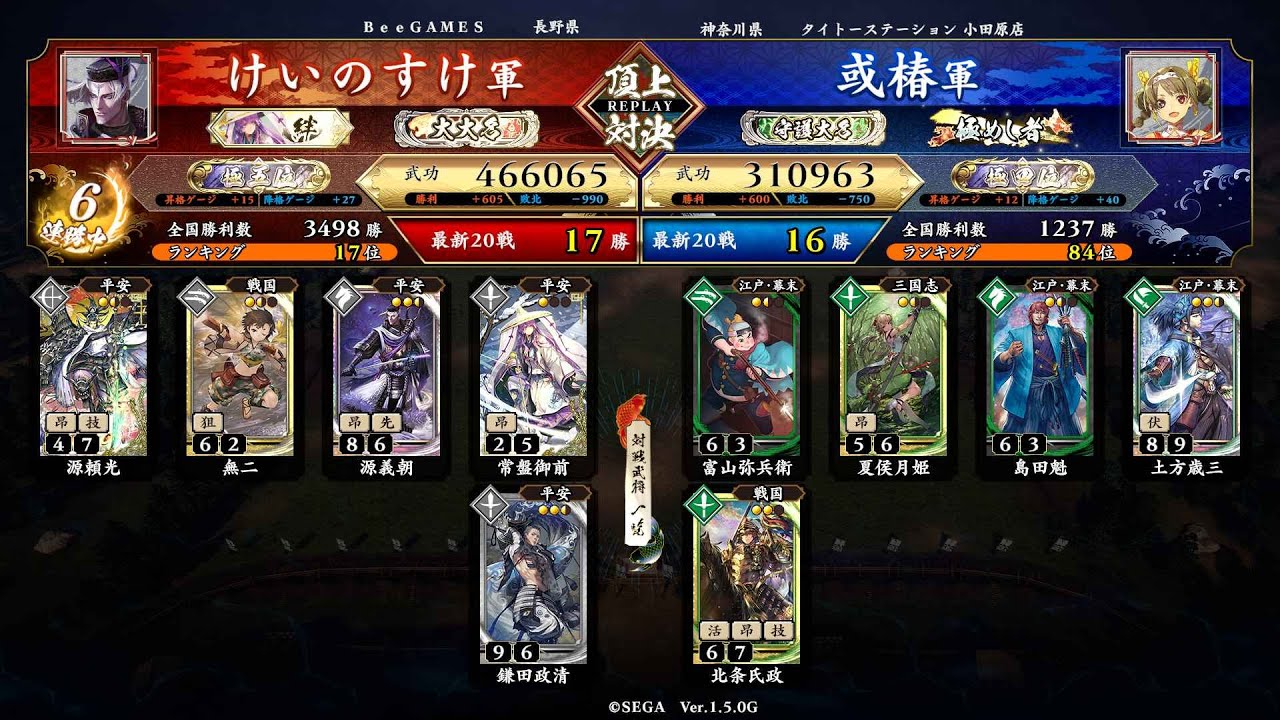 BeeGAMES 長野県
神奈川県 タイトーステーション 小田原店
けいのすけ軍
頂上
REPLAY
対決
或椿軍
絆
大大名
守護大名
極めし者
武功 466065
勝利 +605 敗北 -990
昇格ゲージ +15 降格ゲージ +27
6
連勝中
全国勝利数 3498勝
ランキング 17位
最新20戦 17勝
武功 310963
勝利 +600 敗北 -750
昇格ゲージ +12 降格ゲージ +40
最新20戦 16勝
全国勝利数 1237勝
ランキング 84位
平安
昂 技
4 7
源頼光
戦国
狙
6 2
無二
平安
昂 先
8 6
源義朝
平安
昂
2 5
常盤御前
江戸・幕末
6 3
富山弥兵衛
三国志
昂
5 6
夏侯月姫
江戸・幕末
6 3
島田魁
江戸・幕末
伏
8 9
土方歳三
対戦武将一覧
平安
9 6
鎌田政清
戦国
活 昂 技
6 7
北条氏政
©SEGA Ver.1.5.0G